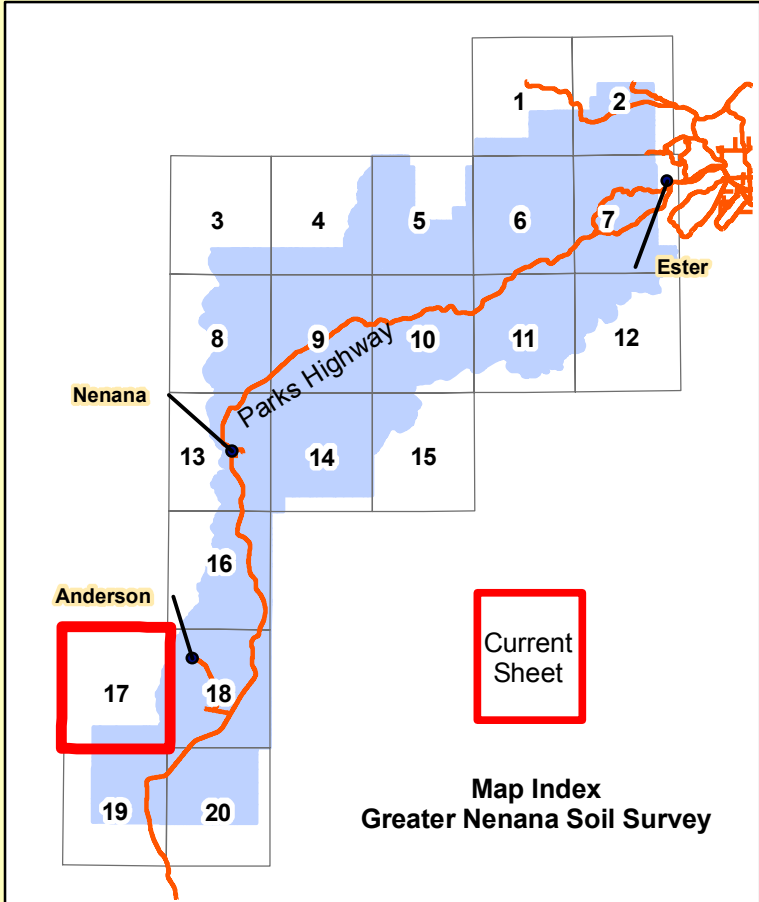 1
2
3
4
5
6
7
Ester
8
9
10
11
12
Parks Highway
Nenana
13
14
15
16
Anderson
17
18
Current
Sheet
19
20
Map Index
Greater Nenana Soil Survey